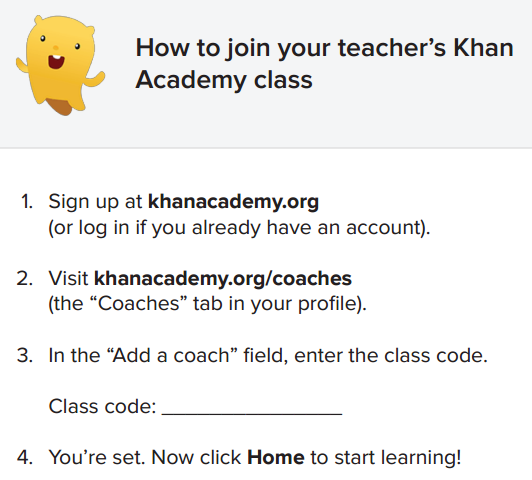 How to join your teacher’s Khan
Academy class
1. Sign up at khanacademy.org
(or log in if you already have an account).
2. Visit khanacademy.org/coaches
(the “Coaches” tab in your profile).
3. In the “Add a coach” field, enter the class code.
Class code: _________________
4. You’re set. Now click Home to start learning!